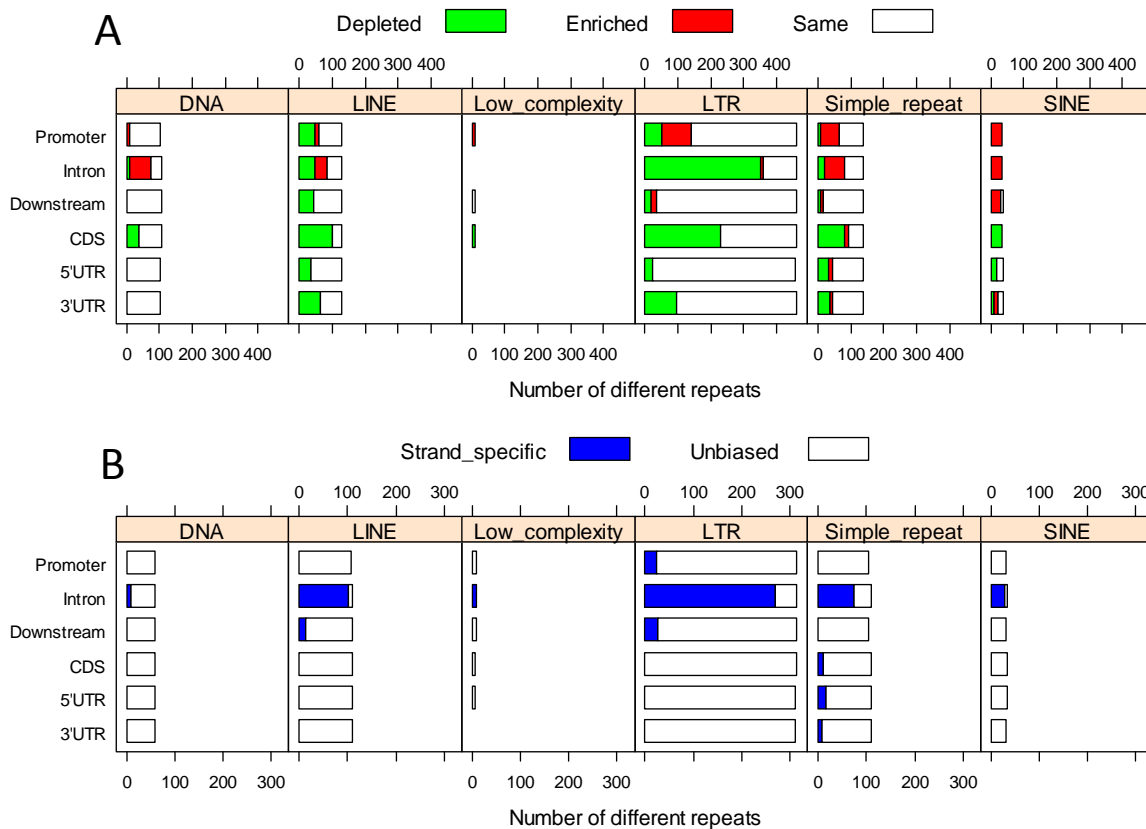 A
Depleted Enriched Same
0 100 200 300 400 0 100 200 300 400 0 100 200 300 400
DNA LINE Low_complexity LTR Simple_repeat SINE
Promoter
Intron
Downstream
CDS
5'UTR
3'UTR
0 100 200 300 400 0 100 200 300 400 0 100 200 300 400
Number of different repeats
B
Strand_specific Unbiased
0 100 200 300 0 100 200 300 0 100 200 300
DNA LINE Low_complexity LTR Simple_repeat SINE
Promoter
Intron
Downstream
CDS
5'UTR
3'UTR
0 100 200 300 0 100 200 300 0 100 200 300
Number of different repeats